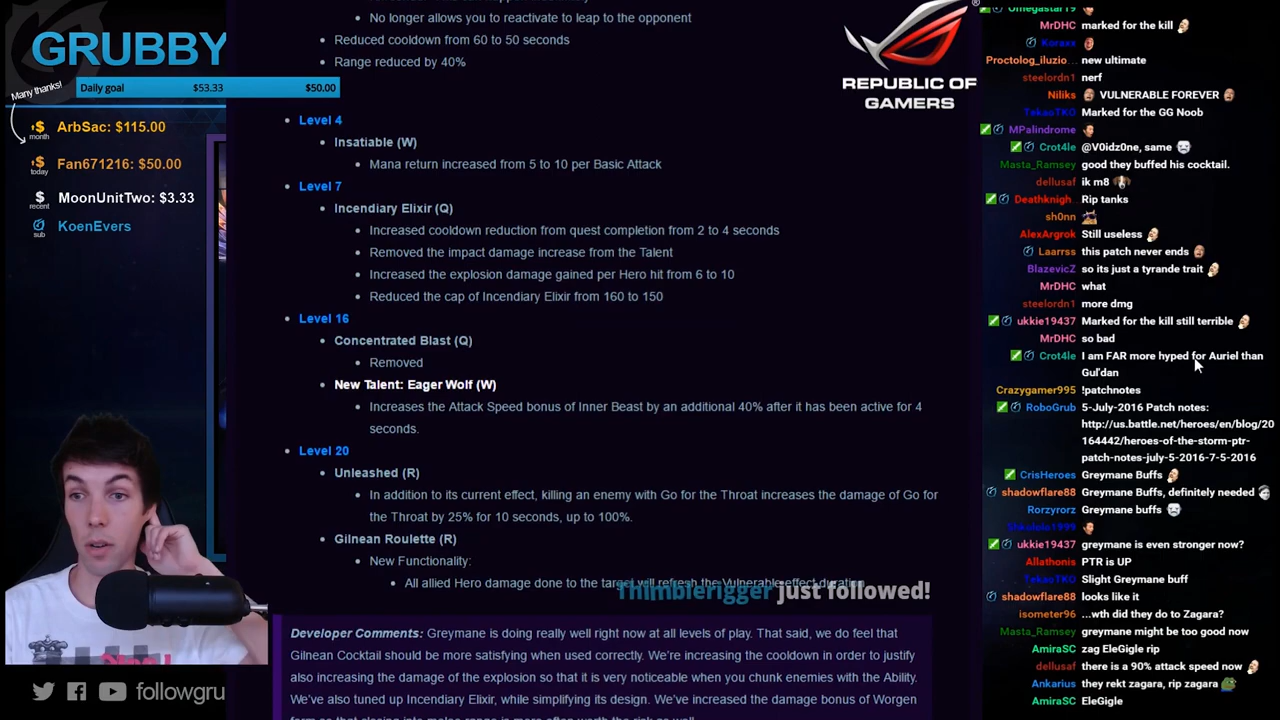 GRUBBY
Many thanks!
Daily goal $53.33 $50.00
$ month ArbSac: $115.00
$ today Fan671216: $50.00
$ recent MoonUnitTwo: $3.33
sub KoenEvers
followgru
REPUBLIC OF
GAMERS
No longer allows you to reactivate to leap to the opponent
Reduced cooldown from 60 to 50 seconds
Range reduced by 40%
Level 4
Insatiable (W)
Mana return increased from 5 to 10 per Basic Attack
Level 7
Incendiary Elixir (Q)
Increased cooldown reduction from quest completion from 2 to 4 seconds
Removed the impact damage increase from the Talent
Increased the explosion damage gained per Hero hit from 6 to 10
Reduced the cap of Incendiary Elixir from 160 to 150
Level 16
Concentrated Blast (Q)
Removed
New Talent: Eager Wolf (W)
Increases the Attack Speed bonus of Inner Beast by an additional 40% after it has been active for 4
seconds.
Level 20
Unleashed (R)
In addition to its current effect, killing an enemy with Go for the Throat increases the damage of Go for
the Throat by 25% for 10 seconds, up to 100%.
Gilnean Roulette (R)
New Functionality:
All allied Hero damage done to the target will refresh the Vulnerable effect duration
Thimblerigger just followed!
Developer Comments: Greymane is doing really well right now at all levels of play. That said, we do feel that
Gilnean Cocktail should be more satisfying when used correctly. We're increasing the cooldown in order to justify
also increasing the damage of the explosion so that it is very noticeable when you chunk enemies with the Ability.
We've also tuned up Incendiary Elixir, while simplifying its design. We've increased the damage bonus of Worgen
Omegastar19
MrDHC marked for the kill
Koraxx
Proctolog_iluzio... new ultimate
steelordn1 nerf
Niliks VULNERABLE FOREVER
TakaoTKO Marked for the GG Noob
MPalindrome
Crot4le @V0idz0ne, same
Masta_Ramsey good they buffed his cocktail.
dellusaf ik m8
Deathknigh... Rip tanks
sh0nn
AlexArgrok Still useless
Laarrss this patch never ends
BlazevicZ so its just a tyrande trait
MrDHC what
steelordn1 more dmg
ukkie19437 Marked for the kill still terrible
MrDHC so bad
Crot4le I am FAR more hyped for Auriel than
Gul'dan
Crazygamer995 !patchnotes
RoboGrub 5-July-2016 Patch notes:
http://us.battle.net/heroes/en/blog/20
164442/heroes-of-the-storm-ptr-
patch-notes-july-5-2016-7-5-2016
CrisHeroes Greymane Buffs
shadowflare88 Greymane Buffs, definitely needed
Rorzyrorz Greymane buffs
ukkie19437 greymane is even stronger now?
Allathonis PTR is UP
TakaoTKO Slight Greymane buff
shadowflare88 looks like it
isometer96 ...wth did they do to Zagara?
Masta_Ramsey greymane might be too good now
AmiraSC zag EleGigle rip
dellusaf there is a 90% attack speed now
Ankarius they rekt zagara, rip zagara
AmiraSC EleGigle